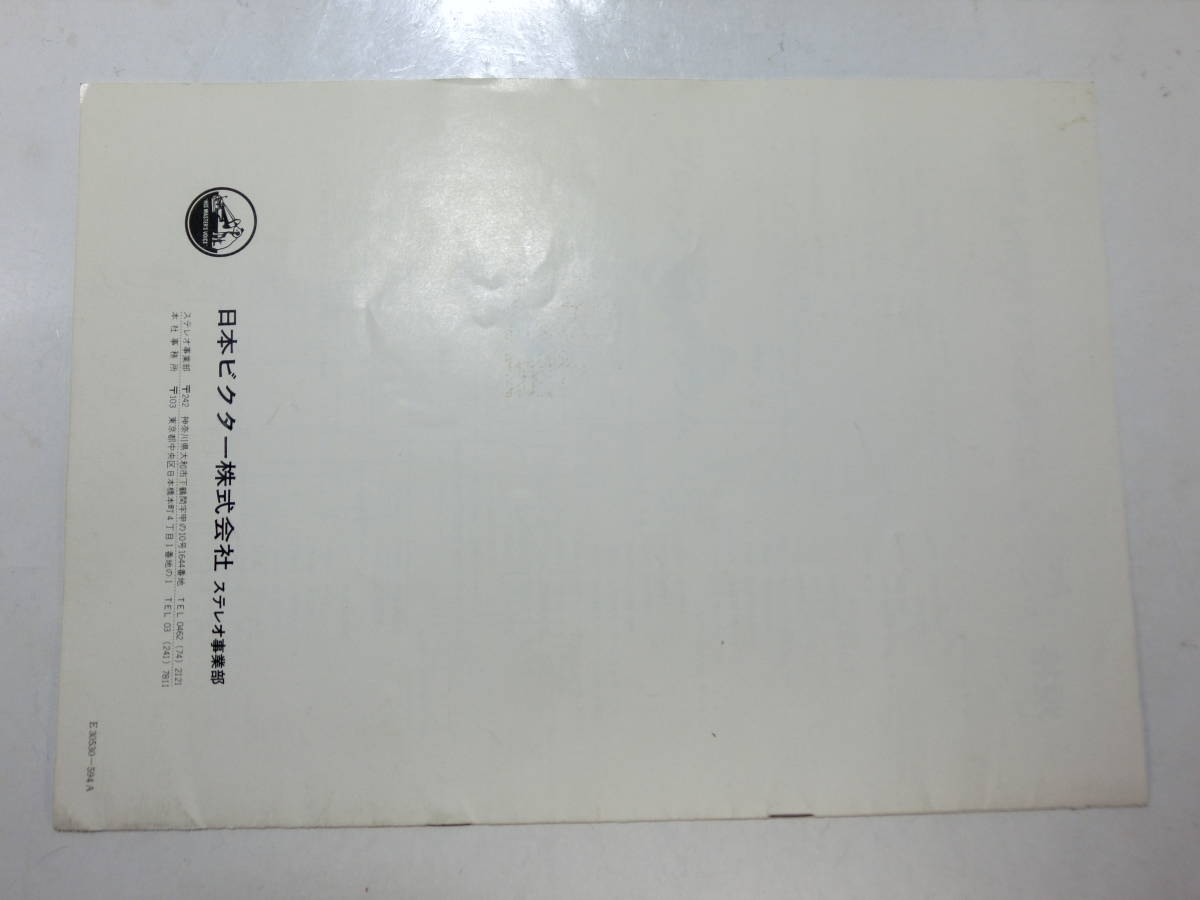 HIS MASTER'S VOICE
日本ビクター株式会社 ステレオ事業部
ステレオ事業部 〒242 神奈川県大和市下鶴間字甲の10号1644番地 TEL 0462 (74) 2121
本社事務所 〒103 東京都中央区日本橋本町4丁目1番地の1 TEL 03 (241) 7811
E 30530-594 A